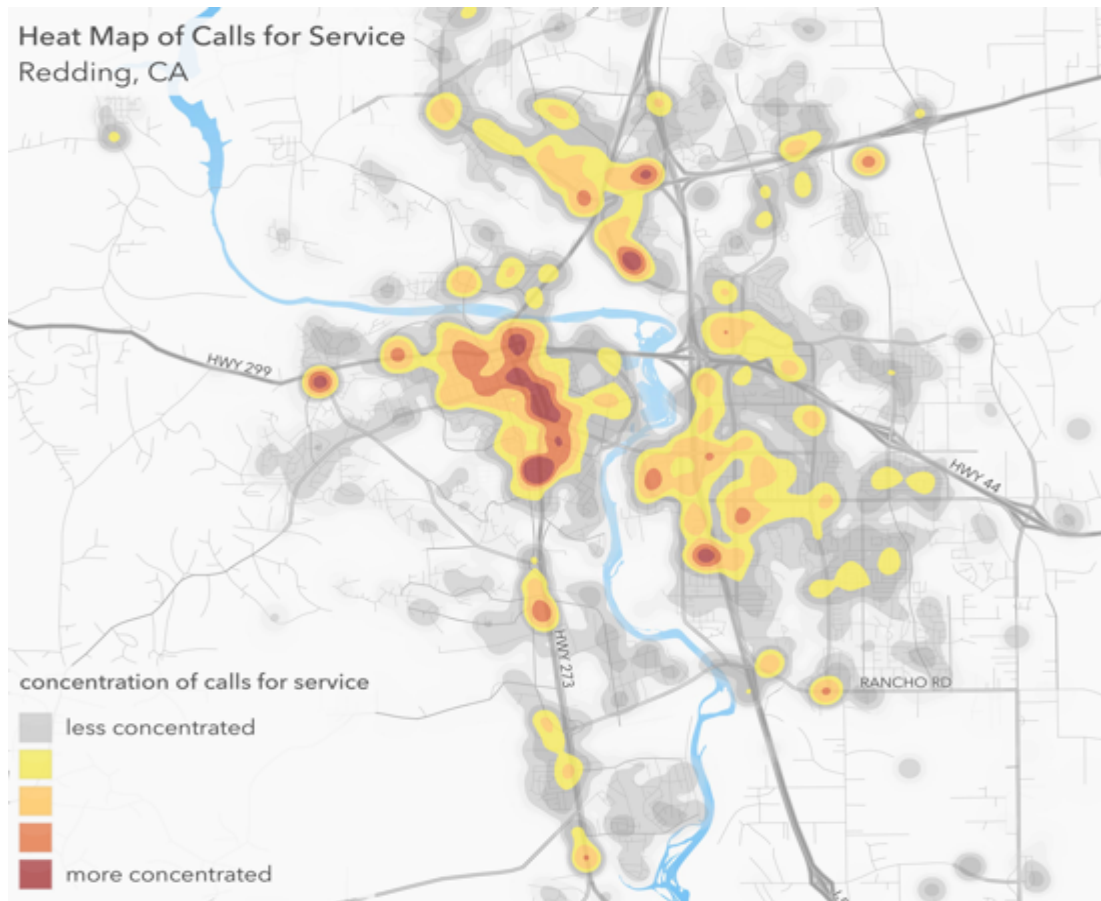 Heat Map of Calls for Service
Redding, CA
HWY 299
HWY 44
HWY 273
RANCHO RD
concentration of calls for service
less concentrated
more concentrated